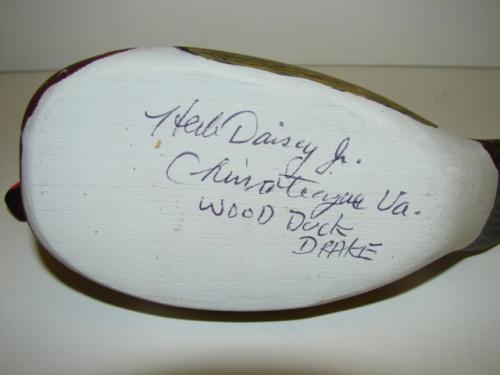 Herb Daisey Jr.
Chincoteague Va.
WOOD DUCK
DRAKE